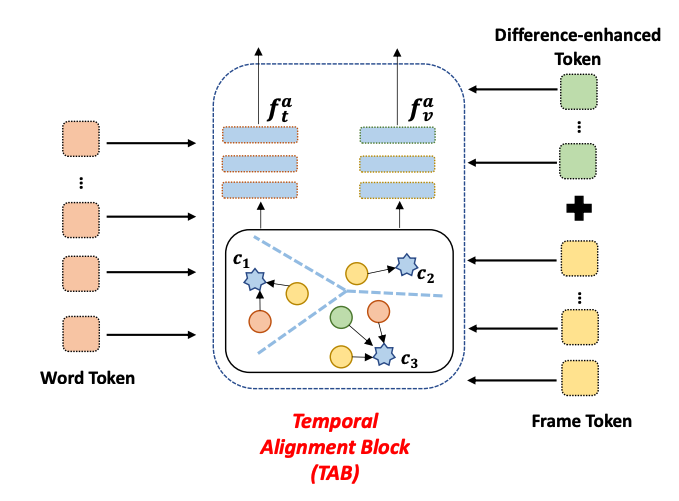 Difference-enhanced
Token
f_t^a
f_v^a
c_1
c_2
c_3
Word Token
Frame Token
Temporal
Alignment Block
(TAB)